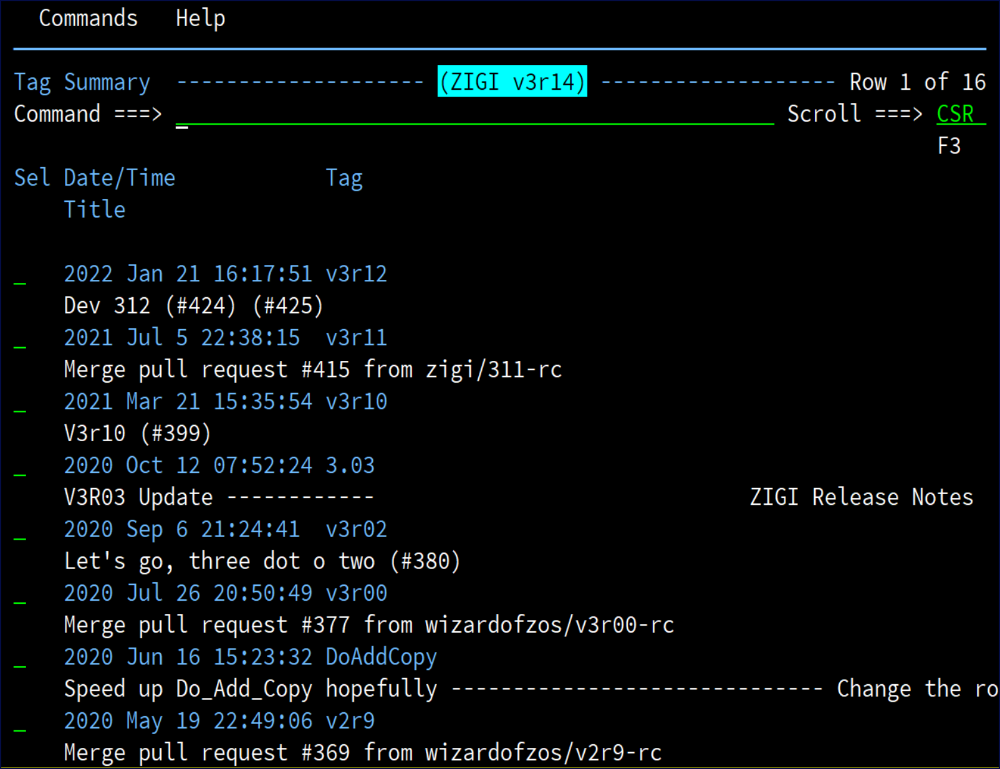 Commands Help
Tag Summary -------------------- (ZIGI v3r14) ------------------- Row 1 of 16
Command ===> Scroll ===> CSR
F3
Sel Date/Time Tag
Title
_ 2022 Jan 21 16:17:51 v3r12
Dev 312 (#424) (#425)
_ 2021 Jul 5 22:38:15 v3r11
Merge pull request #415 from zigi/311-rc
_ 2021 Mar 21 15:35:54 v3r10
V3r10 (#399)
_ 2020 Oct 12 07:52:24 3.03
V3R03 Update ------------ ZIGI Release Notes
_ 2020 Sep 6 21:24:41 v3r02
Let's go, three dot o two (#380)
_ 2020 Jul 26 20:50:49 v3r00
Merge pull request #377 from wizardofzos/v3r00-rc
_ 2020 Jun 16 15:23:32 DoAddCopy
Speed up Do_Add_Copy hopefully ------------------------------ Change the ro
_ 2020 May 19 22:49:06 v2r9
Merge pull request #369 from wizardofzos/v2r9-rc